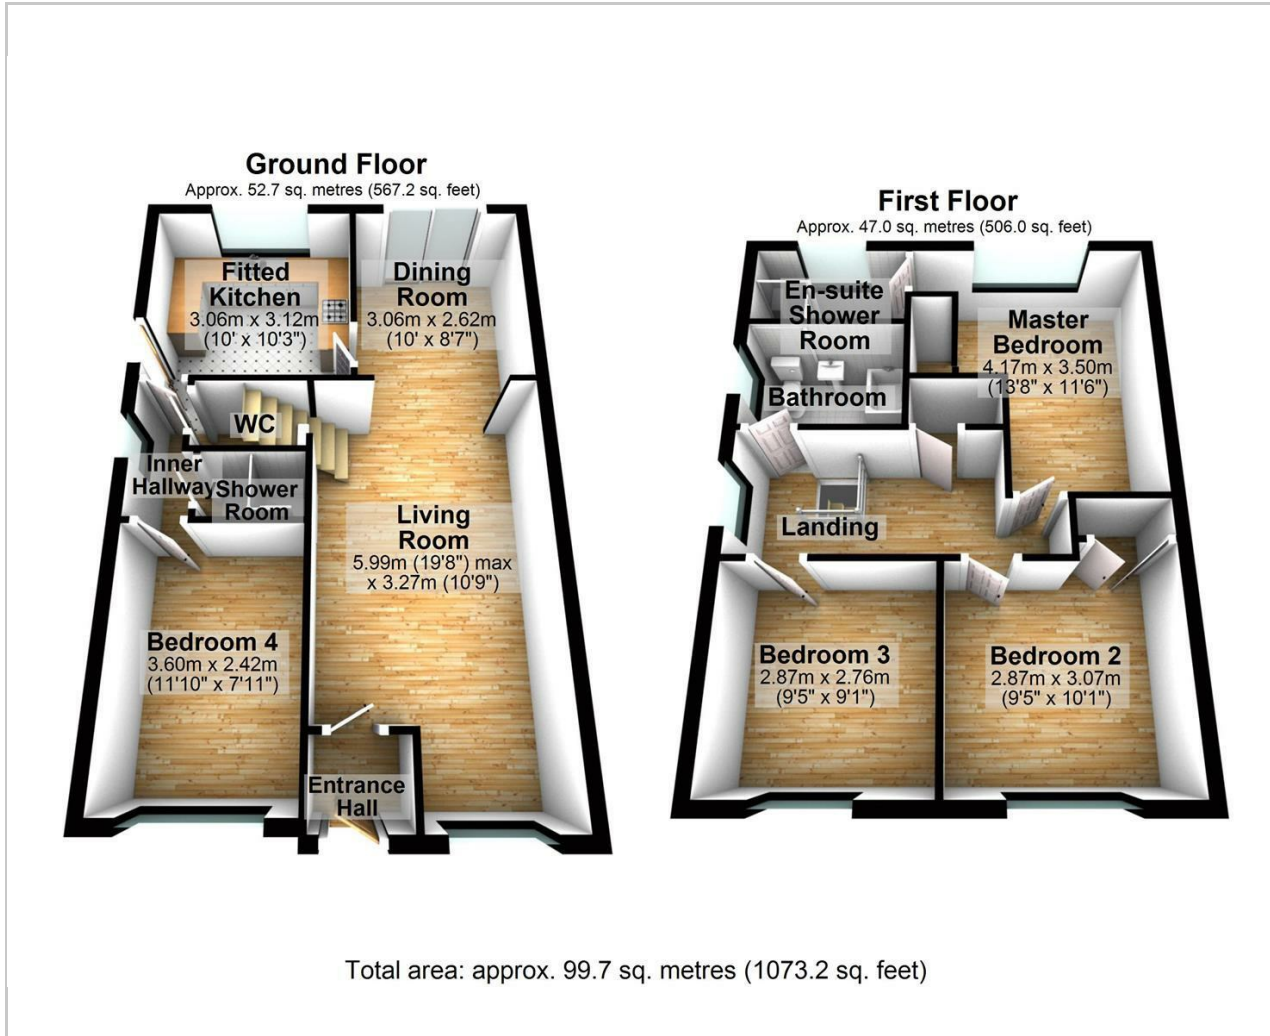 Ground Floor
Approx. 52.7 sq. metres (567.2 sq. feet)
Fitted
Kitchen
3.06m x 3.12m
(10' x 10'3")
Dining
Room
3.06m x 2.62m
(10' x 8'7")
WC
Inner
Hallway
Shower
Room
Living
Room
5.99m (19'8") max
x 3.27m (10'9")
Bedroom 4
3.60m x 2.42m
(11'10" x 7'11")
Entrance
Hall
First Floor
Approx. 47.0 sq. metres (506.0 sq. feet)
En-suite
Shower
Room
Master
Bedroom
4.17m x 3.50m
(13'8" x 11'6")
Bathroom
Landing
Bedroom 3
2.87m x 2.76m
(9'5" x 9'1")
Bedroom 2
2.87m x 3.07m
(9'5" x 10'1")
Total area: approx. 99.7 sq. metres (1073.2 sq. feet)